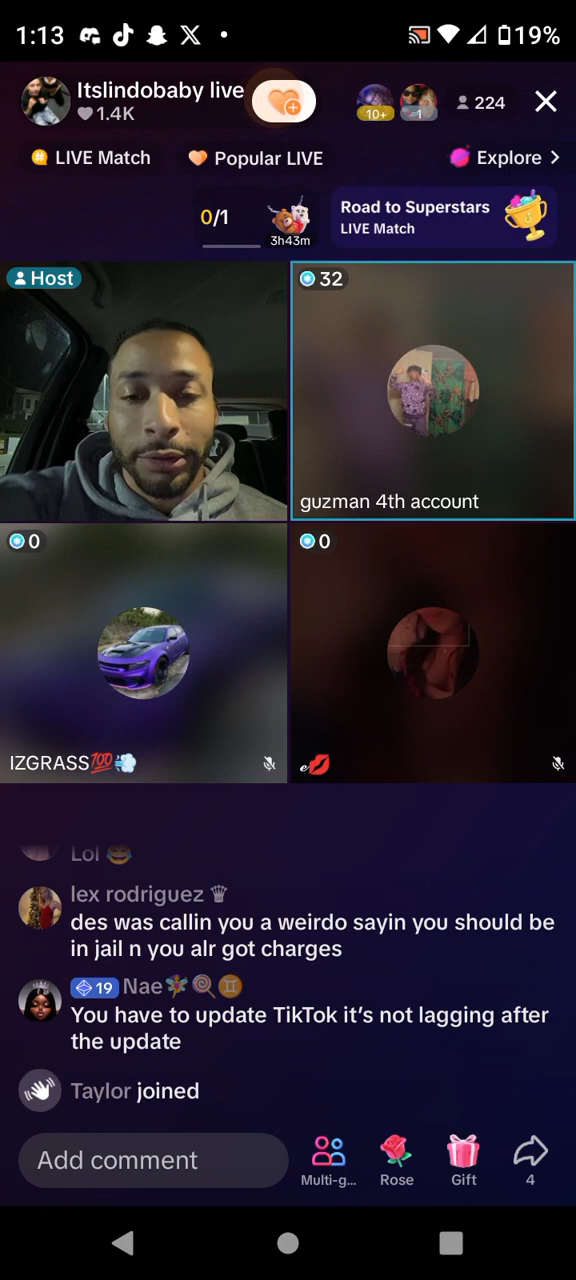 1:13
19%
Itslindobaby live
1.4K
10+
1
224
LIVE Match
Popular LIVE
Explore >
0/1
3h43m
Road to Superstars
LIVE Match
Host
32
guzman 4th account
0
0
IZGRASS💯💨
e💋
Lol 😂
lex rodriguez ♛
des was callin you a weirdo sayin you should be
in jail n you alr got charges
19 Nae🧚🍭♊
You have to update TikTok it’s not lagging after
the update
Taylor joined
Add comment
Multi-g...
Rose
Gift
4